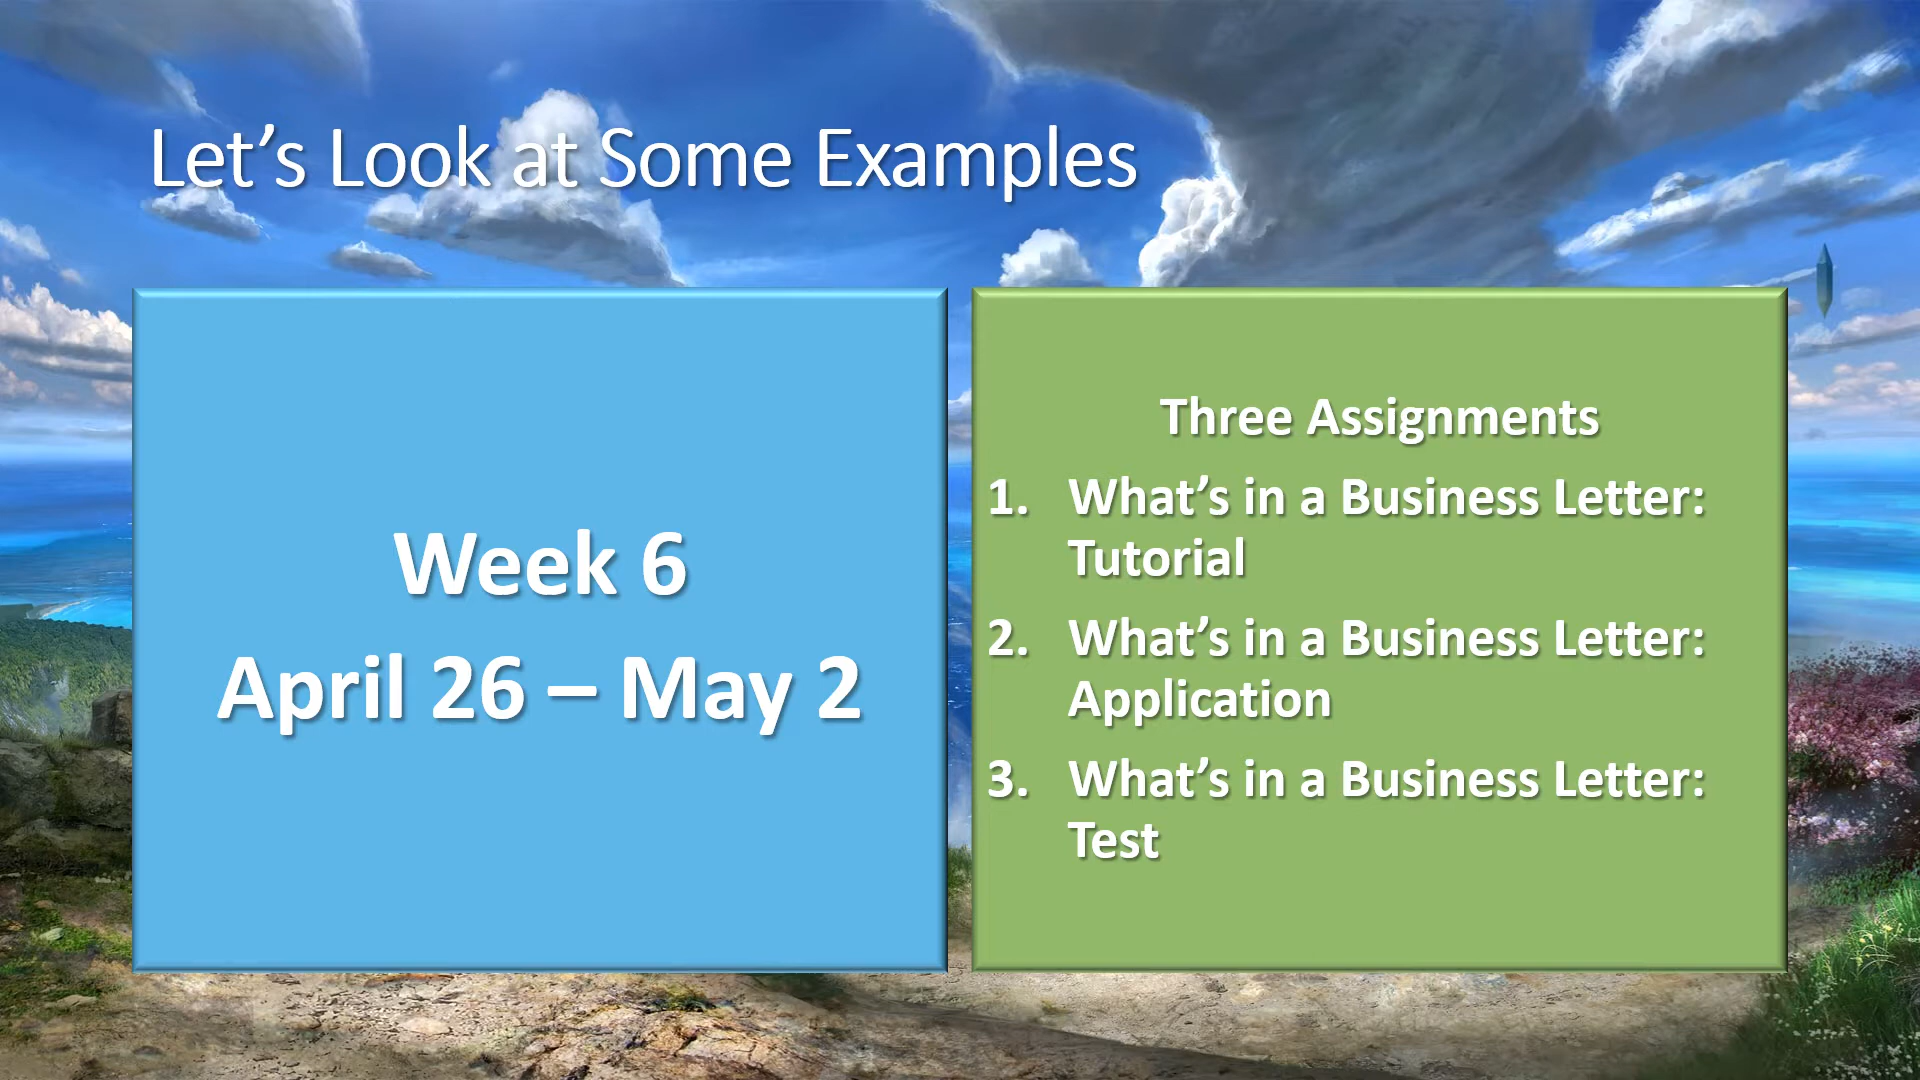 Let’s Look at Some Examples
Week 6
April 26 – May 2
Three Assignments
1. What’s in a Business Letter:
Tutorial
2. What’s in a Business Letter:
Application
3. What’s in a Business Letter:
Test